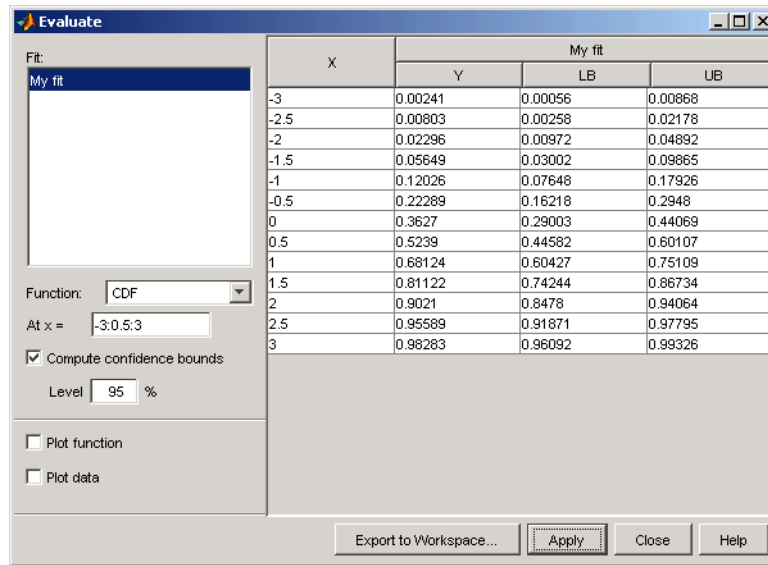 Evaluate
Fit:
My fit
Function: CDF
At x = -3:0.5:3
Compute confidence bounds
Level 95 %
Plot function
Plot data
X My fit
Y LB UB
-3 0.00241 0.00056 0.00868
-2.5 0.00803 0.00258 0.02178
-2 0.02296 0.00972 0.04892
-1.5 0.05649 0.03002 0.09865
-1 0.12026 0.07648 0.17926
-0.5 0.22289 0.16218 0.2948
0 0.3627 0.29003 0.44069
0.5 0.5239 0.44582 0.60107
1 0.68124 0.60427 0.75109
1.5 0.81122 0.74244 0.86734
2 0.9021 0.8478 0.94064
2.5 0.95589 0.91871 0.97795
3 0.98283 0.96092 0.99326
Export to Workspace... Apply Close Help